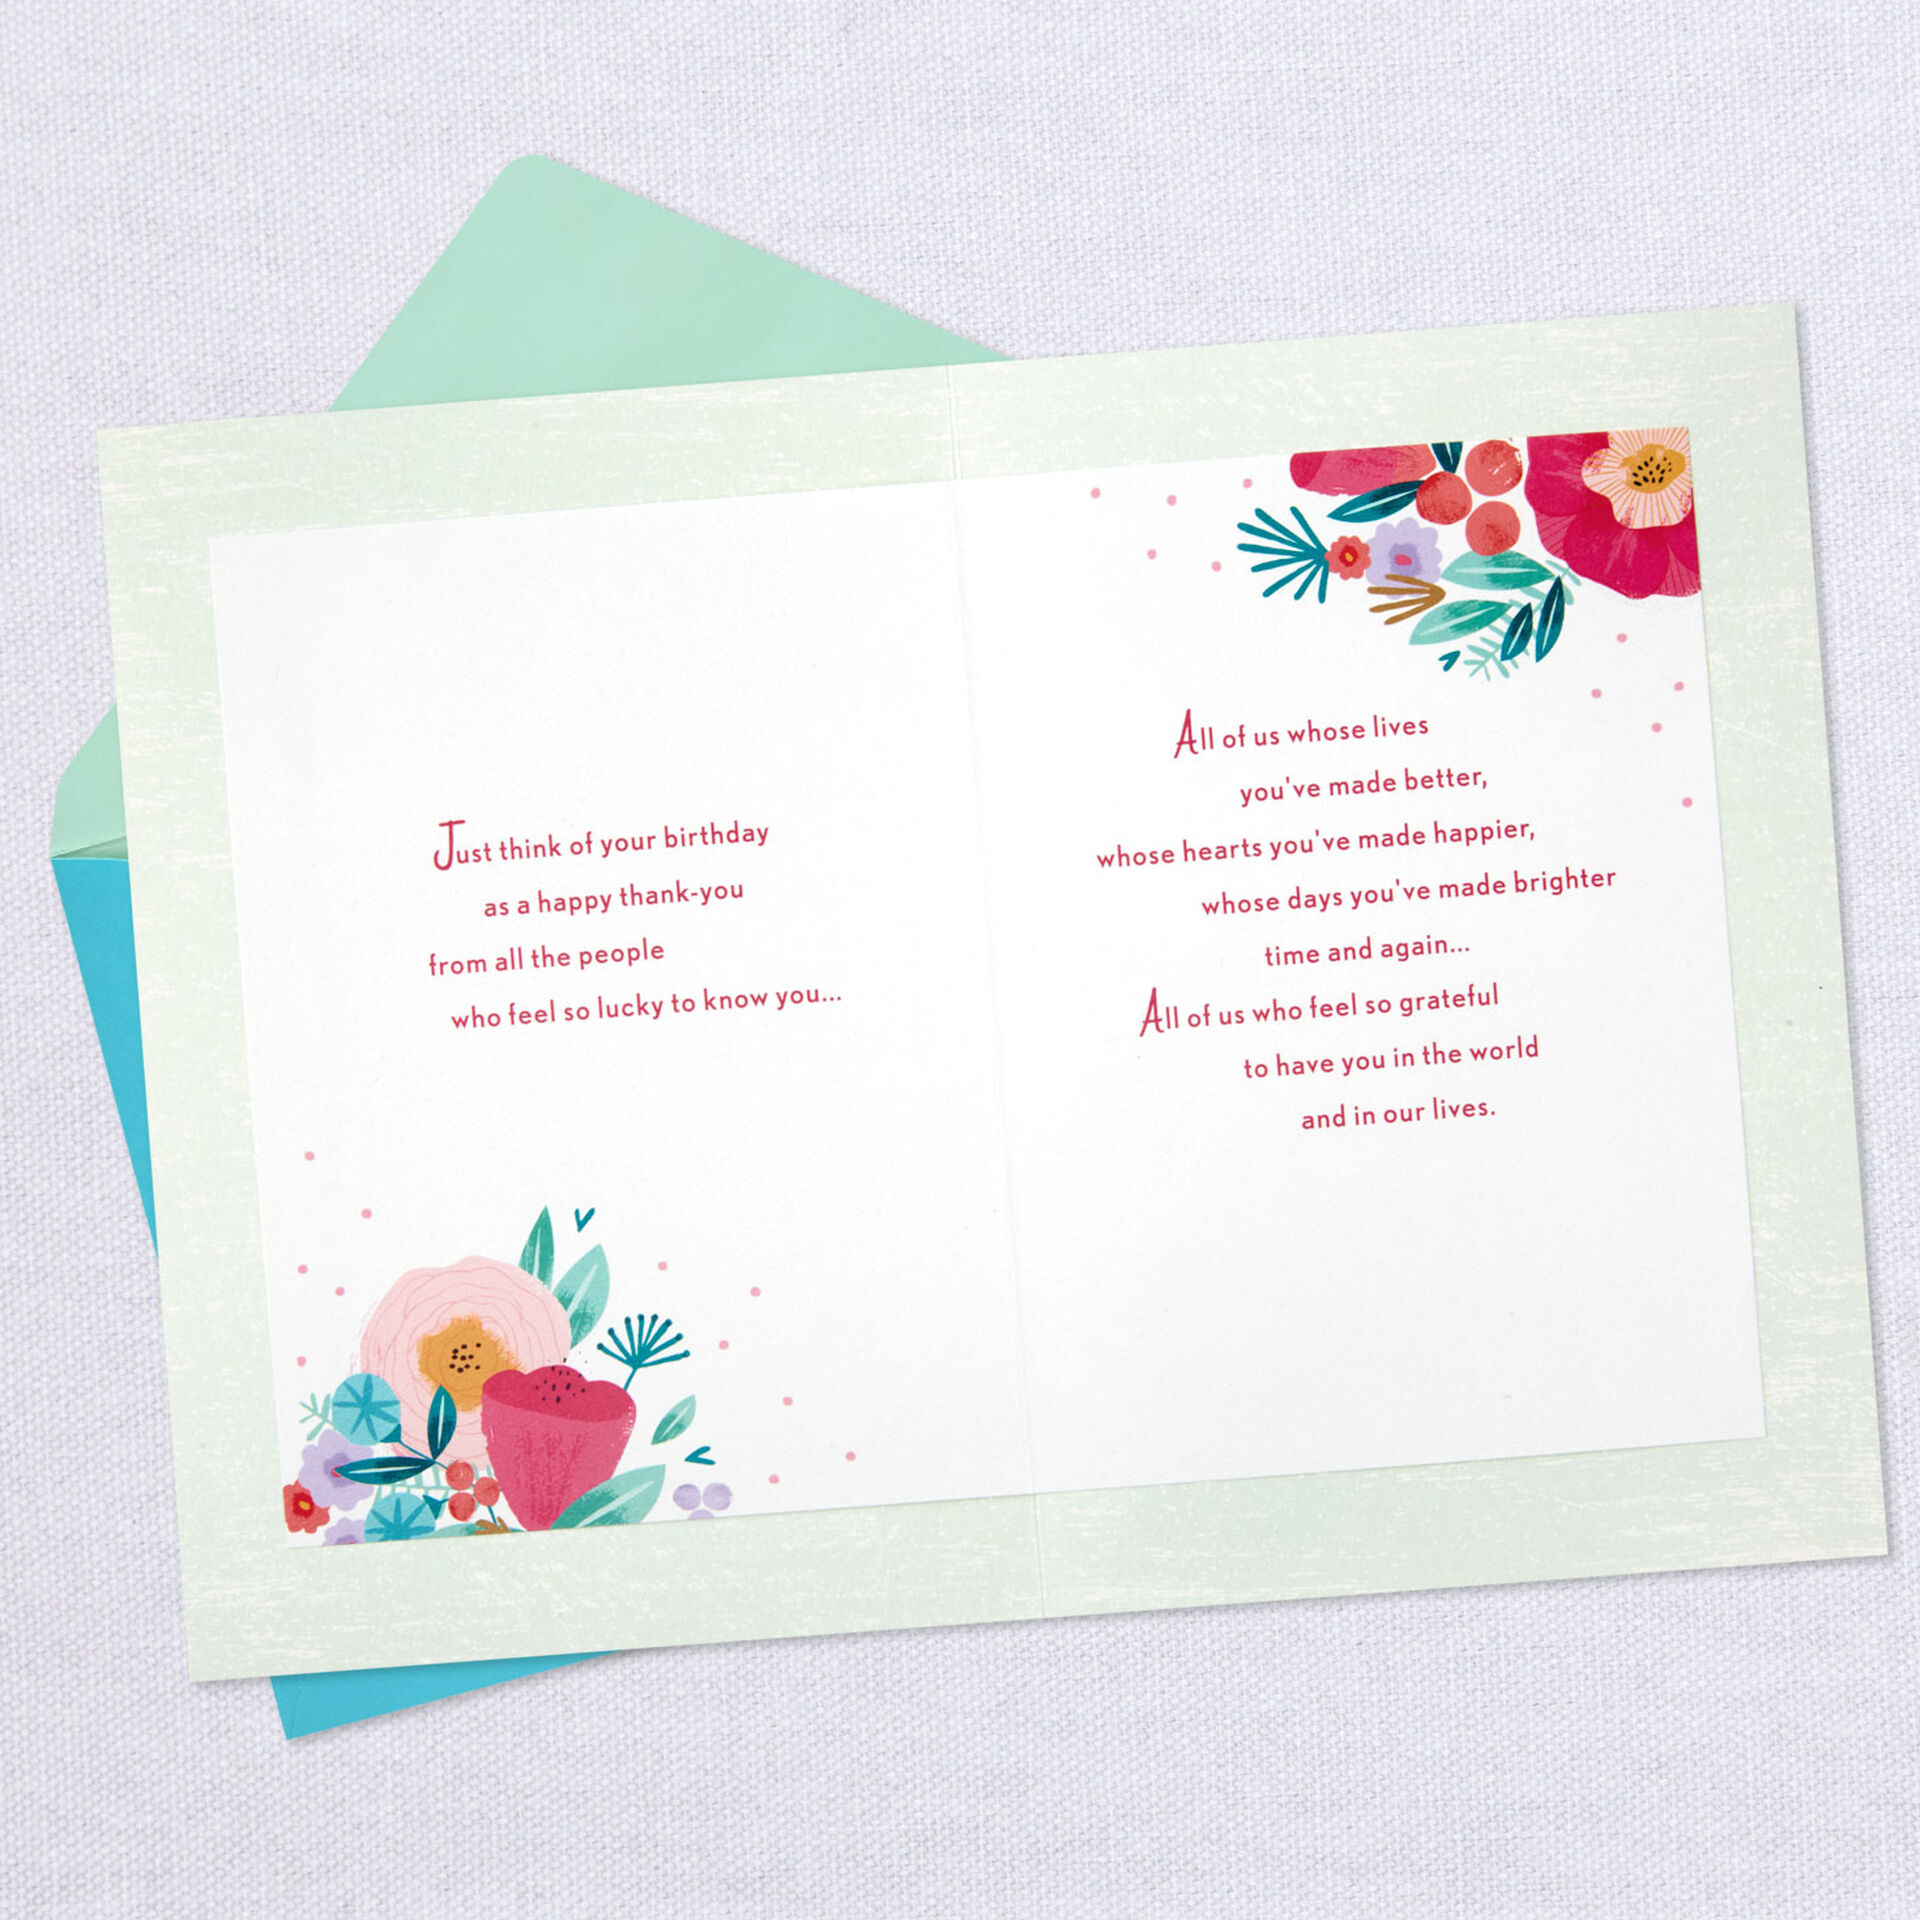 Just think of your birthday
as a happy thank-you
from all the people
who feel so lucky to know you...
All of us whose lives
you've made better,
whose hearts you've made happier,
whose days you've made brighter
time and again...
All of us who feel so grateful
to have you in the world
and in our lives.